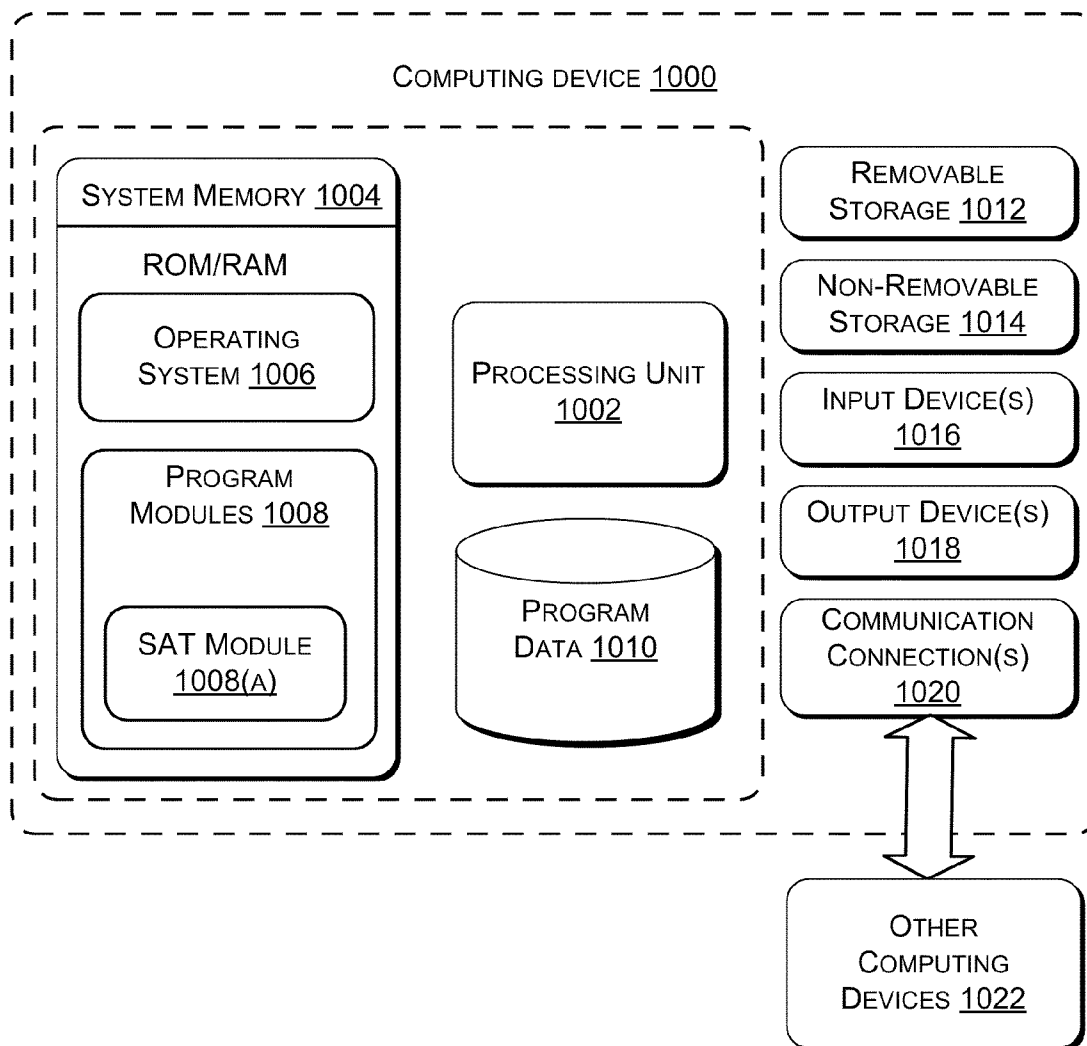 COMPUTING DEVICE 1000
SYSTEM MEMORY 1004
ROM/RAM
OPERATING
SYSTEM 1006
PROGRAM
MODULES 1008
SAT MODULE
1008(A)
PROCESSING UNIT
1002
PROGRAM
DATA 1010
REMOVABLE
STORAGE 1012
NON-REMOVABLE
STORAGE 1014
INPUT DEVICE(S)
1016
OUTPUT DEVICE(S)
1018
COMMUNICATION
CONNECTION(S)
1020
OTHER
COMPUTING
DEVICES 1022